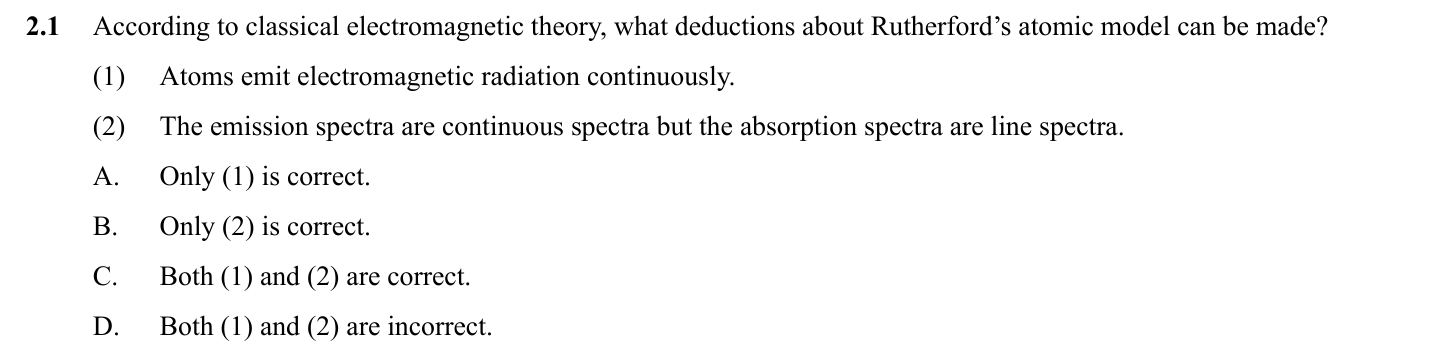 2.1 According to classical electromagnetic theory, what deductions about Rutherford’s atomic model can be made?
(1) Atoms emit electromagnetic radiation continuously.
(2) The emission spectra are continuous spectra but the absorption spectra are line spectra.
A. Only (1) is correct.
B. Only (2) is correct.
C. Both (1) and (2) are correct.
D. Both (1) and (2) are incorrect.